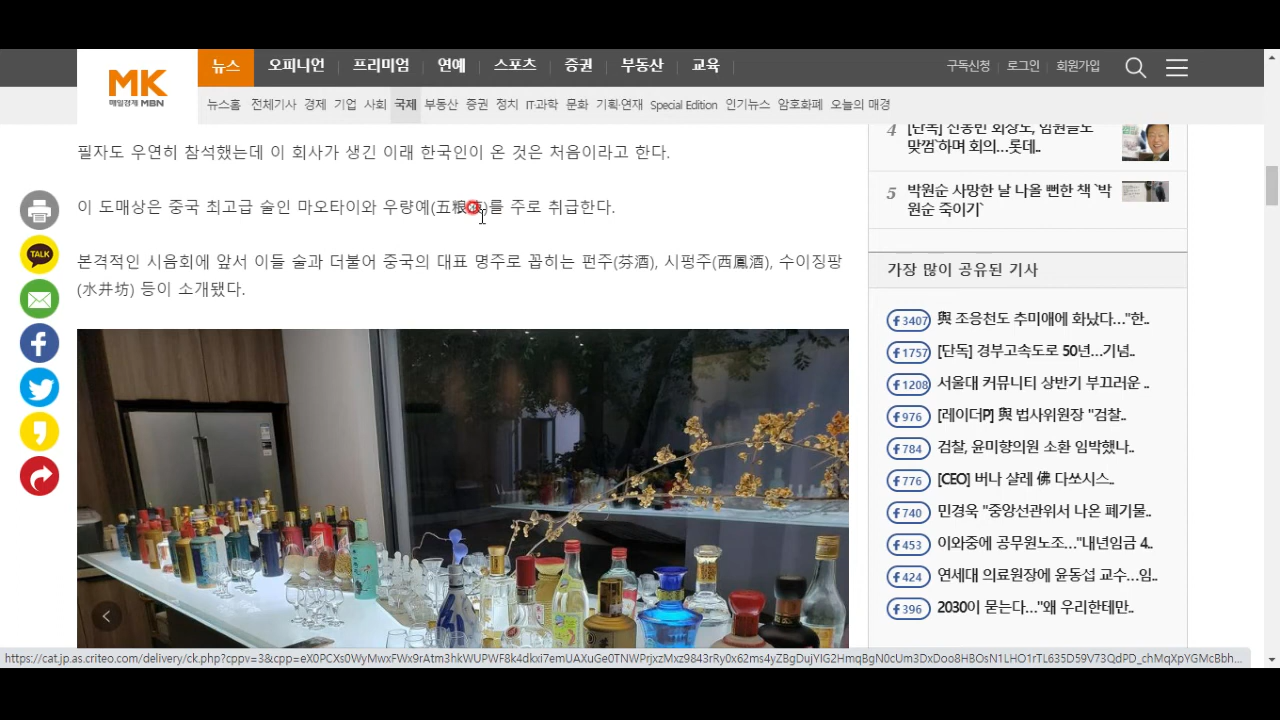 MK
매일경제 MBN
뉴스
오피니언
프리미엄
연예
스포츠
증권
부동산
교육
구독신청
로그인
회원가입
뉴스홈 전체기사 경제 기업 사회 국제 부동산 증권 정치 IT·과학 문화 기획·연재 Special Edition 인기뉴스 암호화폐 오늘의 매경
필자도 우연히 참석했는데 이 회사가 생긴 이래 한국인이 온 것은 처음이라고 한다.
이 도매상은 중국 최고급 술인 마오타이와 우량예(五粮 )를 주로 취급한다.
본격적인 시음회에 앞서 이들 술과 더불어 중국의 대표 명주로 꼽히는 펀주(芬酒), 시펑주(西鳳酒), 수이징팡
(水井坊) 등이 소개됐다.
TALK
4 [단독] 신동빈 회장도, 임원들도
맞껌˝하며 회의...롯데..
5 박원순 사망한 날 나올 뻔한 책 `박
원순 죽이기`
가장 많이 공유된 기사
3407 與 조응천도 추미애에 화났다…"한..
1757 [단독] 경부고속도로 50년…기념..
1208 서울대 커뮤니티 상반기 부끄러운 ..
976 [레이더P] 與 법사위원장 "검찰..
784 검찰, 윤미향의원 소환 임박했나..
776 [CEO] 버나 샬레 佛 다쏘시스..
740 민경욱 "중앙선관위서 나온 폐기물..
453 이와중에 공무원노조…"내년임금 4..
424 연세대 의료원장에 윤동섭 교수…임..
396 2030이 묻는다…"왜 우리한테만..